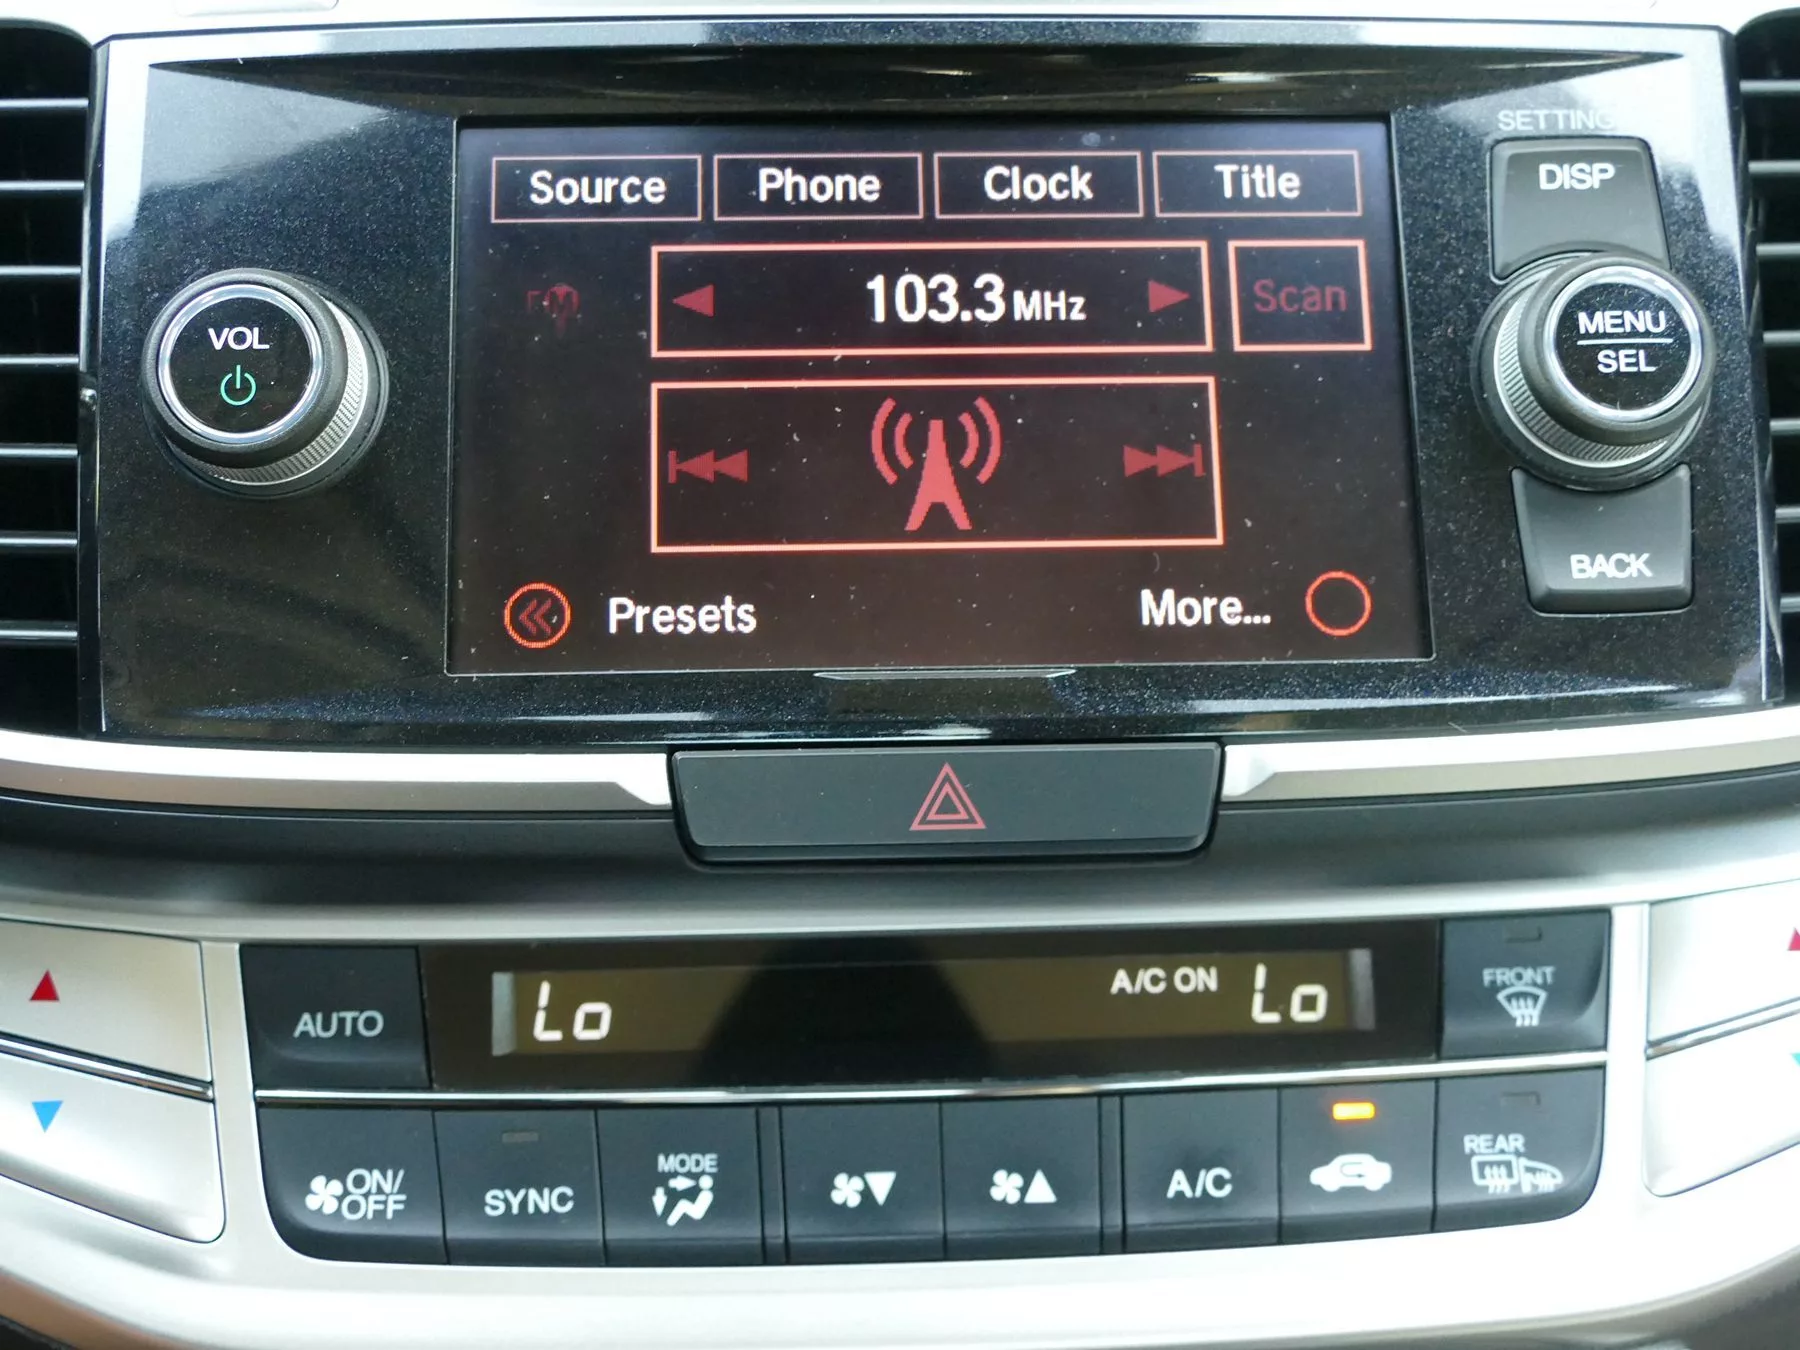 SETTING
DISP
Source Phone Clock Title
FM 103.3 MHz Scan
VOL
MENU
SEL
Presets More...
BACK
AUTO
Lo A/C ON Lo
FRONT
ON/
OFF
SYNC
MODE
A/C
REAR